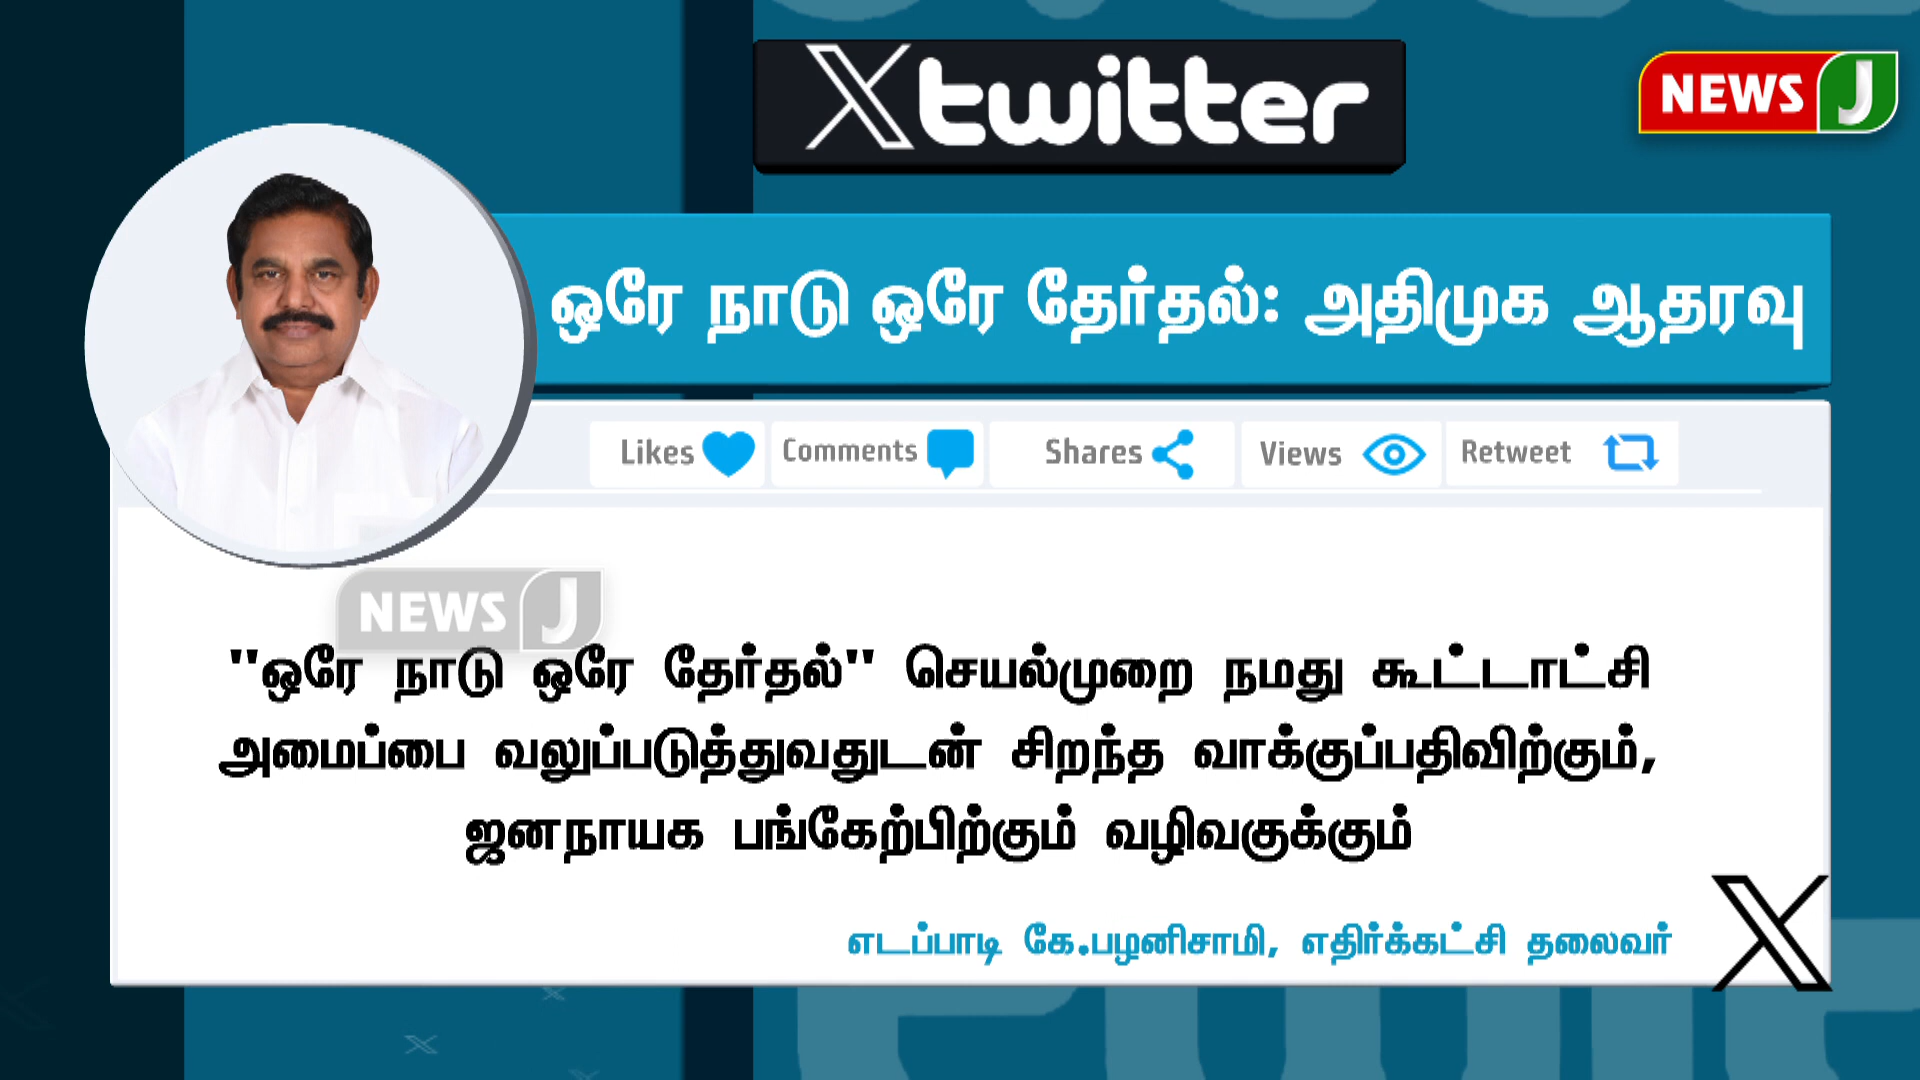 X twitter
NEWS J
ஒரே நாடு ஒரே தேர்தல்: அதிமுக ஆதரவு
Likes Comments Shares Views Retweet
NEWS J
"ஒரே நாடு ஒரே தேர்தல்" செயல்முறை நமது கூட்டாட்சி
அமைப்பை வலுப்படுத்துவதுடன் சிறந்த வாக்குப்பதிவிற்கும்,
ஜனநாயக பங்கேற்பிற்கும் வழிவகுக்கும்
எடப்பாடி கே.பழனிசாமி, எதிர்க்கட்சி தலைவர்
X